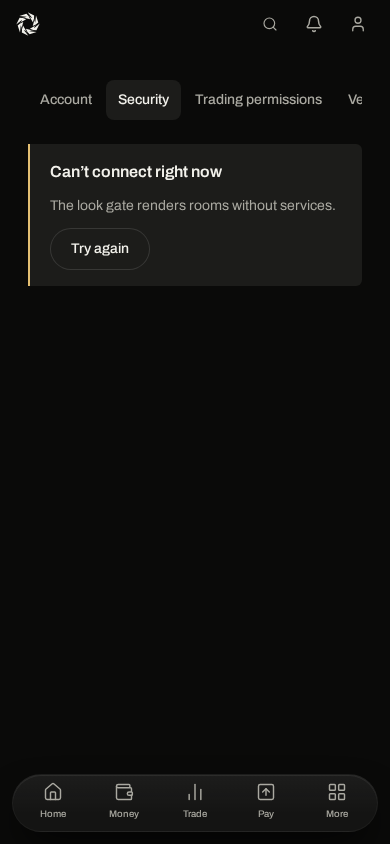 Account Security Trading permissions Ve
Can’t connect right now
The look gate renders rooms without services.
Try again
Home Money Trade Pay More